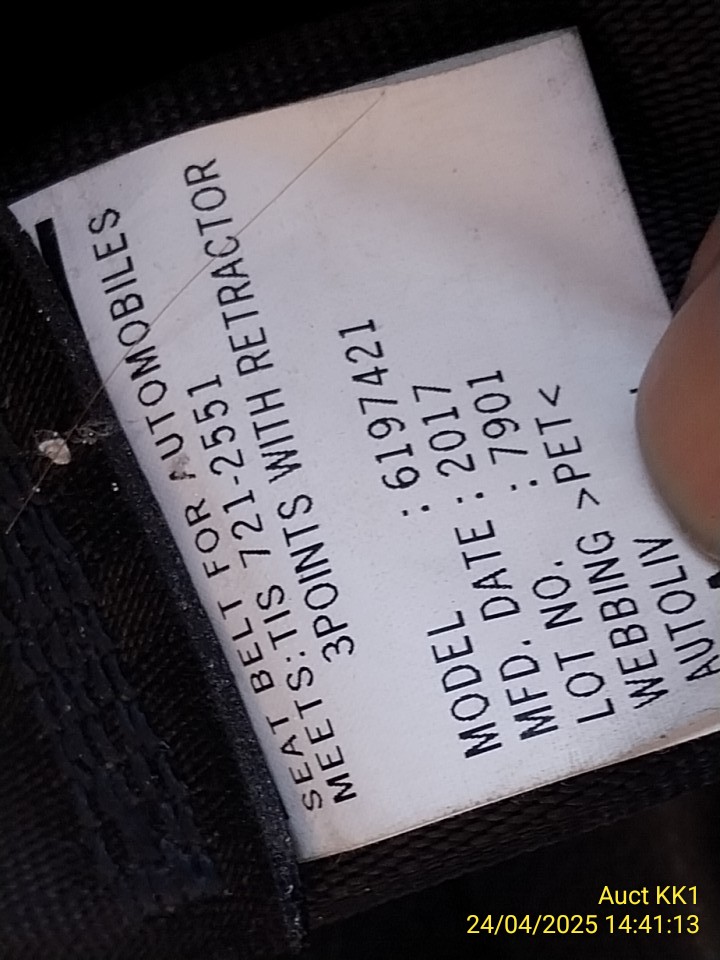 SEAT BELT FOR AUTOMOBILES
MEETS:TIS 721-2551
3POINTS WITH RETRACTOR
MODEL : 6197421
MFD. DATE : 2017
LOT NO. : 7901
WEBBING >PET<
AUTOLIV
Auct KK1
24/04/2025 14:41:13